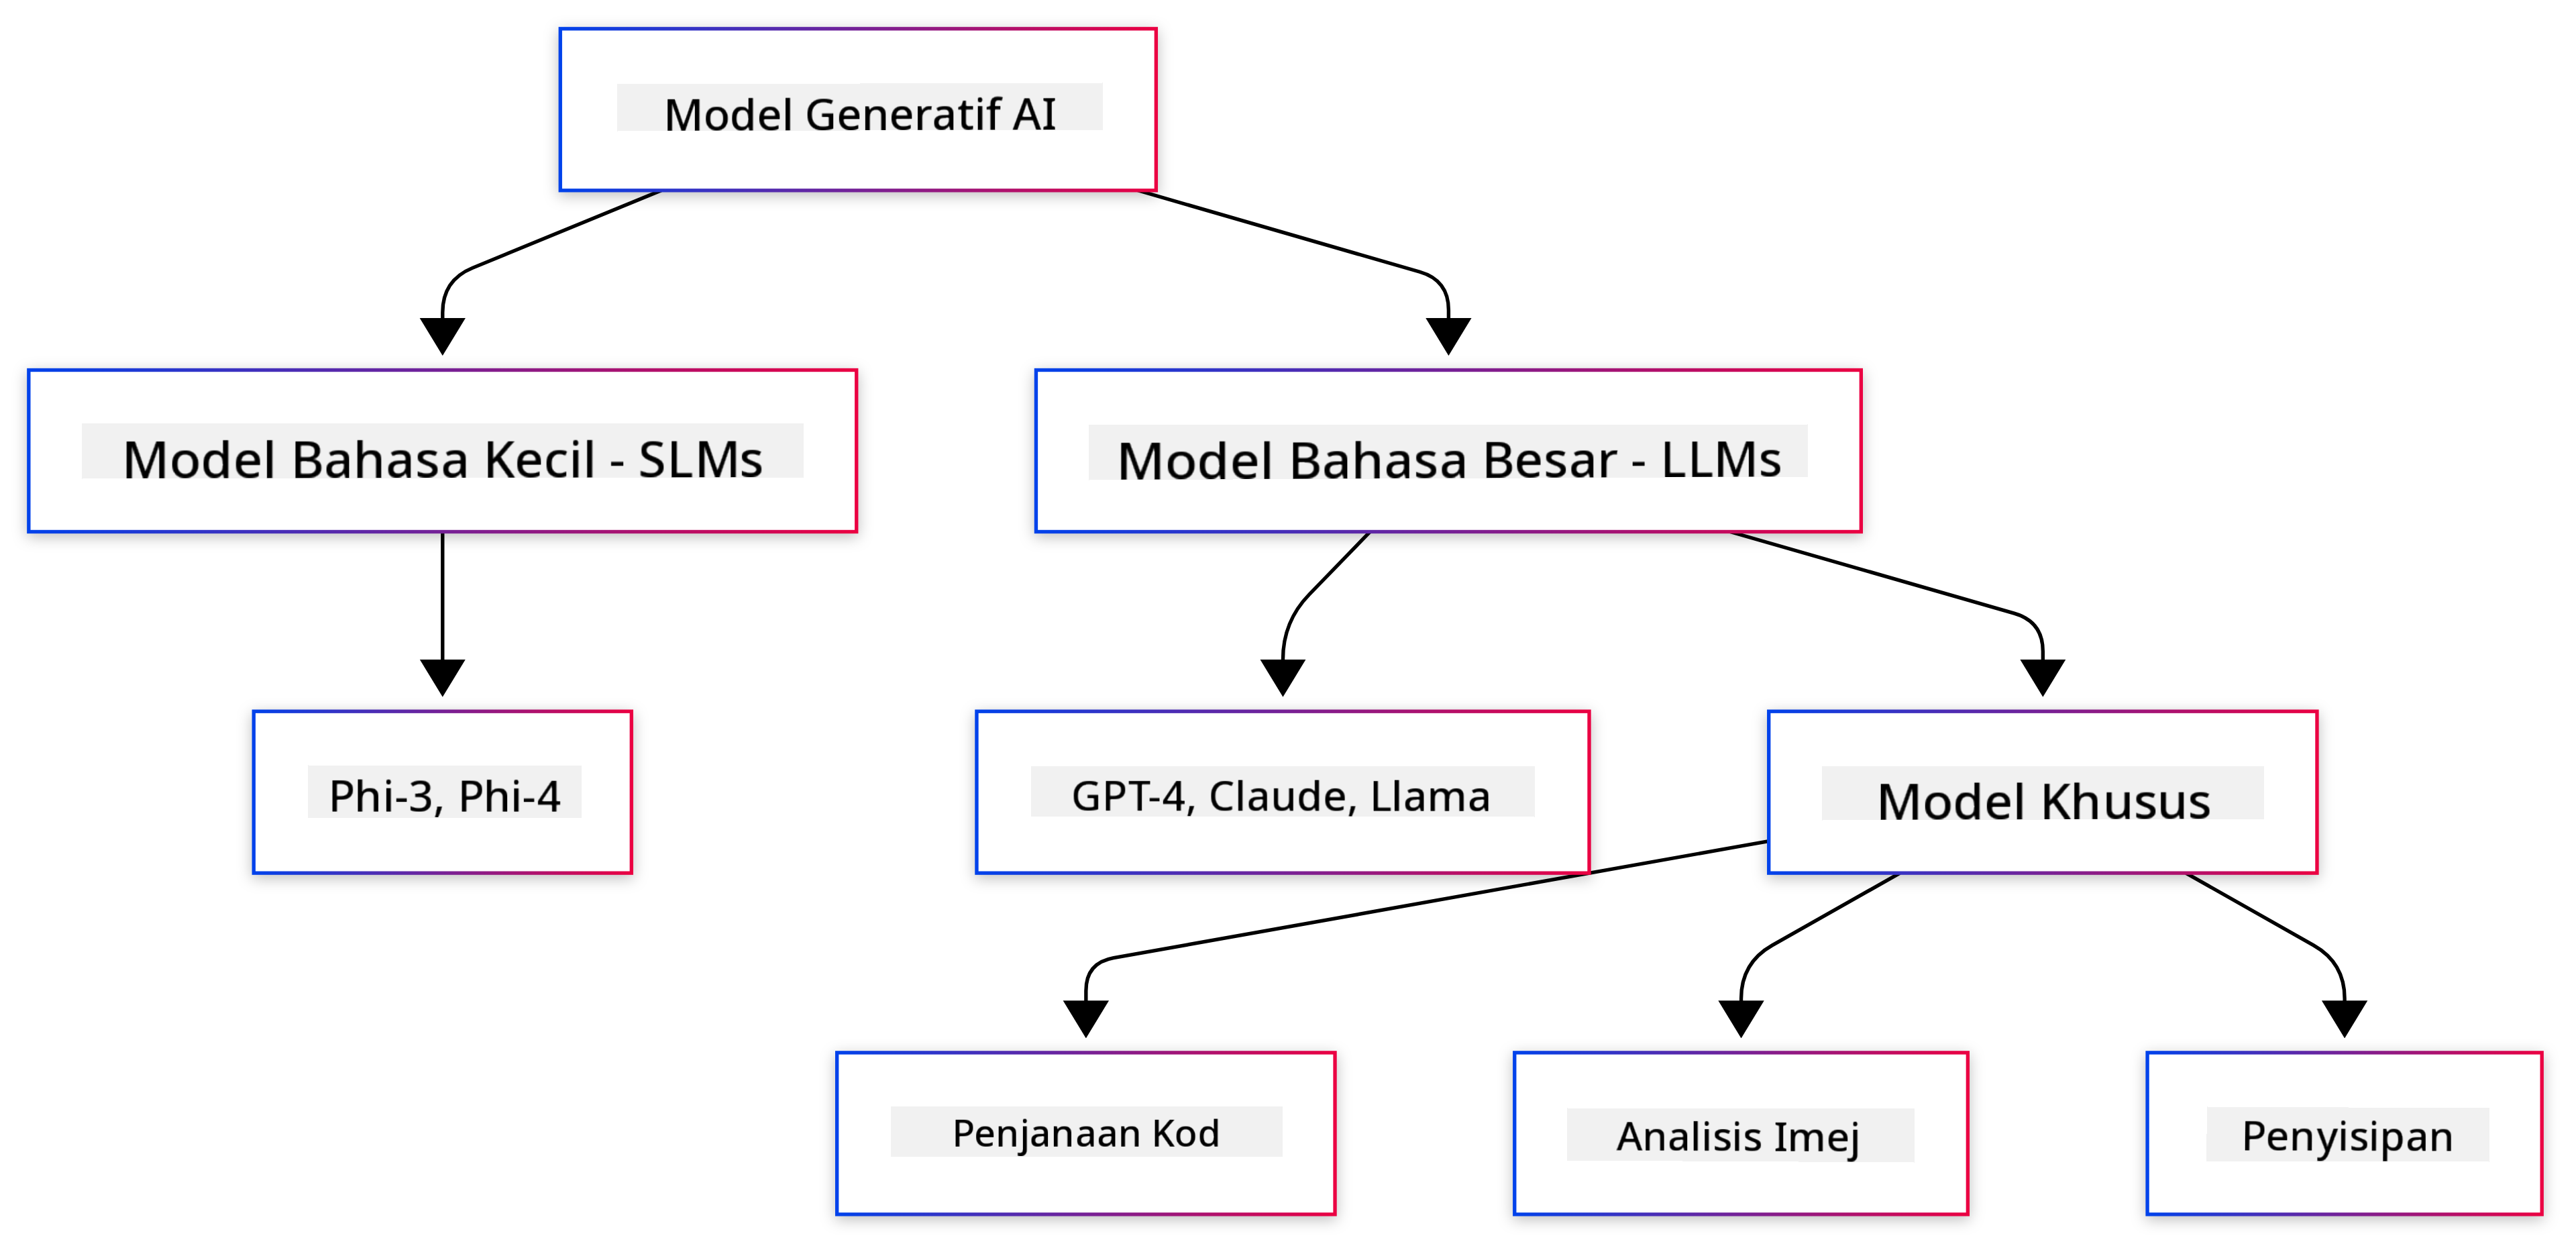 Model Generatif AI
Model Bahasa Kecil - SLMs
Model Bahasa Besar - LLMs
Phi-3, Phi-4
GPT-4, Claude, Llama
Model Khusus
Penjanaan Kod
Analisis Imej
Penyisipan